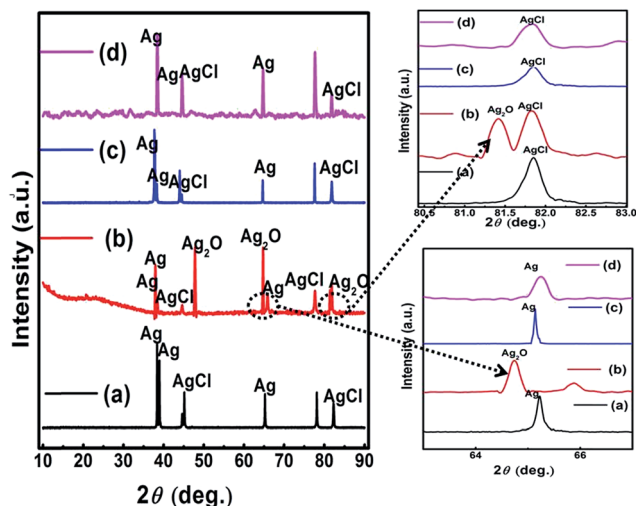 (d)
Ag
Ag
AgCl
Ag
AgCl
(c)
Ag
Ag
AgCl
Ag
AgCl
(b)
Ag
Ag
AgCl
Ag₂O
Ag₂O
Ag
AgCl
Ag₂O
(a)
Ag
Ag
AgCl
Ag
AgCl
10 20 30 40 50 60 70 80 90
2θ (deg.)
Intensity (a.u.)
(d)
AgCl
(c)
AgCl
(b)
Ag₂O
AgCl
(a)
AgCl
80.5 81.0 81.5 82.0 82.5 83.0
2θ (deg.)
Intensity (a.u.)
Ag
(d)
Ag
(c)
Ag₂O
(b)
Ag
(a)
64 66
2θ (deg.)
Intensity (a.u.)